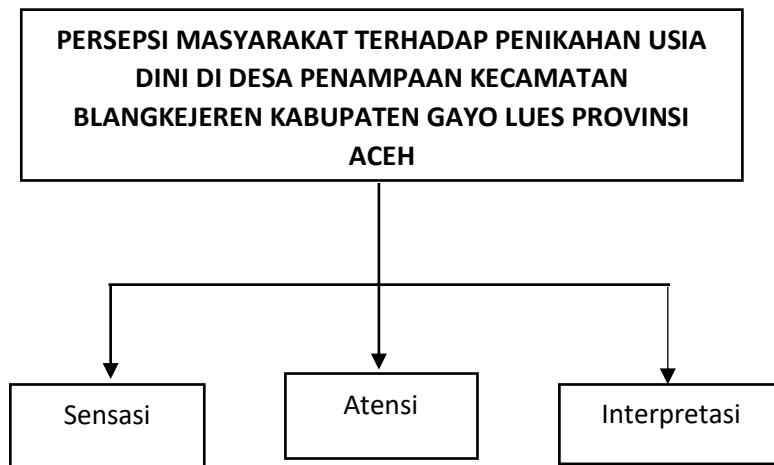 PERSEPSI MASYARAKAT TERHADAP PENIKAHAN USIA
DINI DI DESA PENAMPAAN KECAMATAN
BLANGKEJEREN KABUPATEN GAYO LUES PROVINSI
ACEH
Sensasi
Atensi
Interpretasi